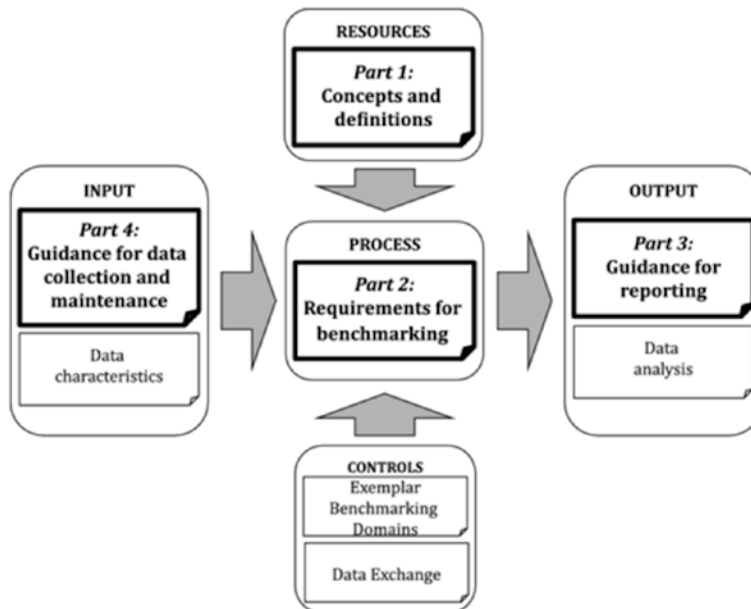 RESOURCES
Part 1:
Concepts and
definitions
INPUT
Part 4:
Guidance for data
collection and
maintenance
Data
characteristics
PROCESS
Part 2:
Requirements for
benchmarking
OUTPUT
Part 3:
Guidance for
reporting
Data
analysis
CONTROLS
Exemplar
Benchmarking
Domains
Data Exchange